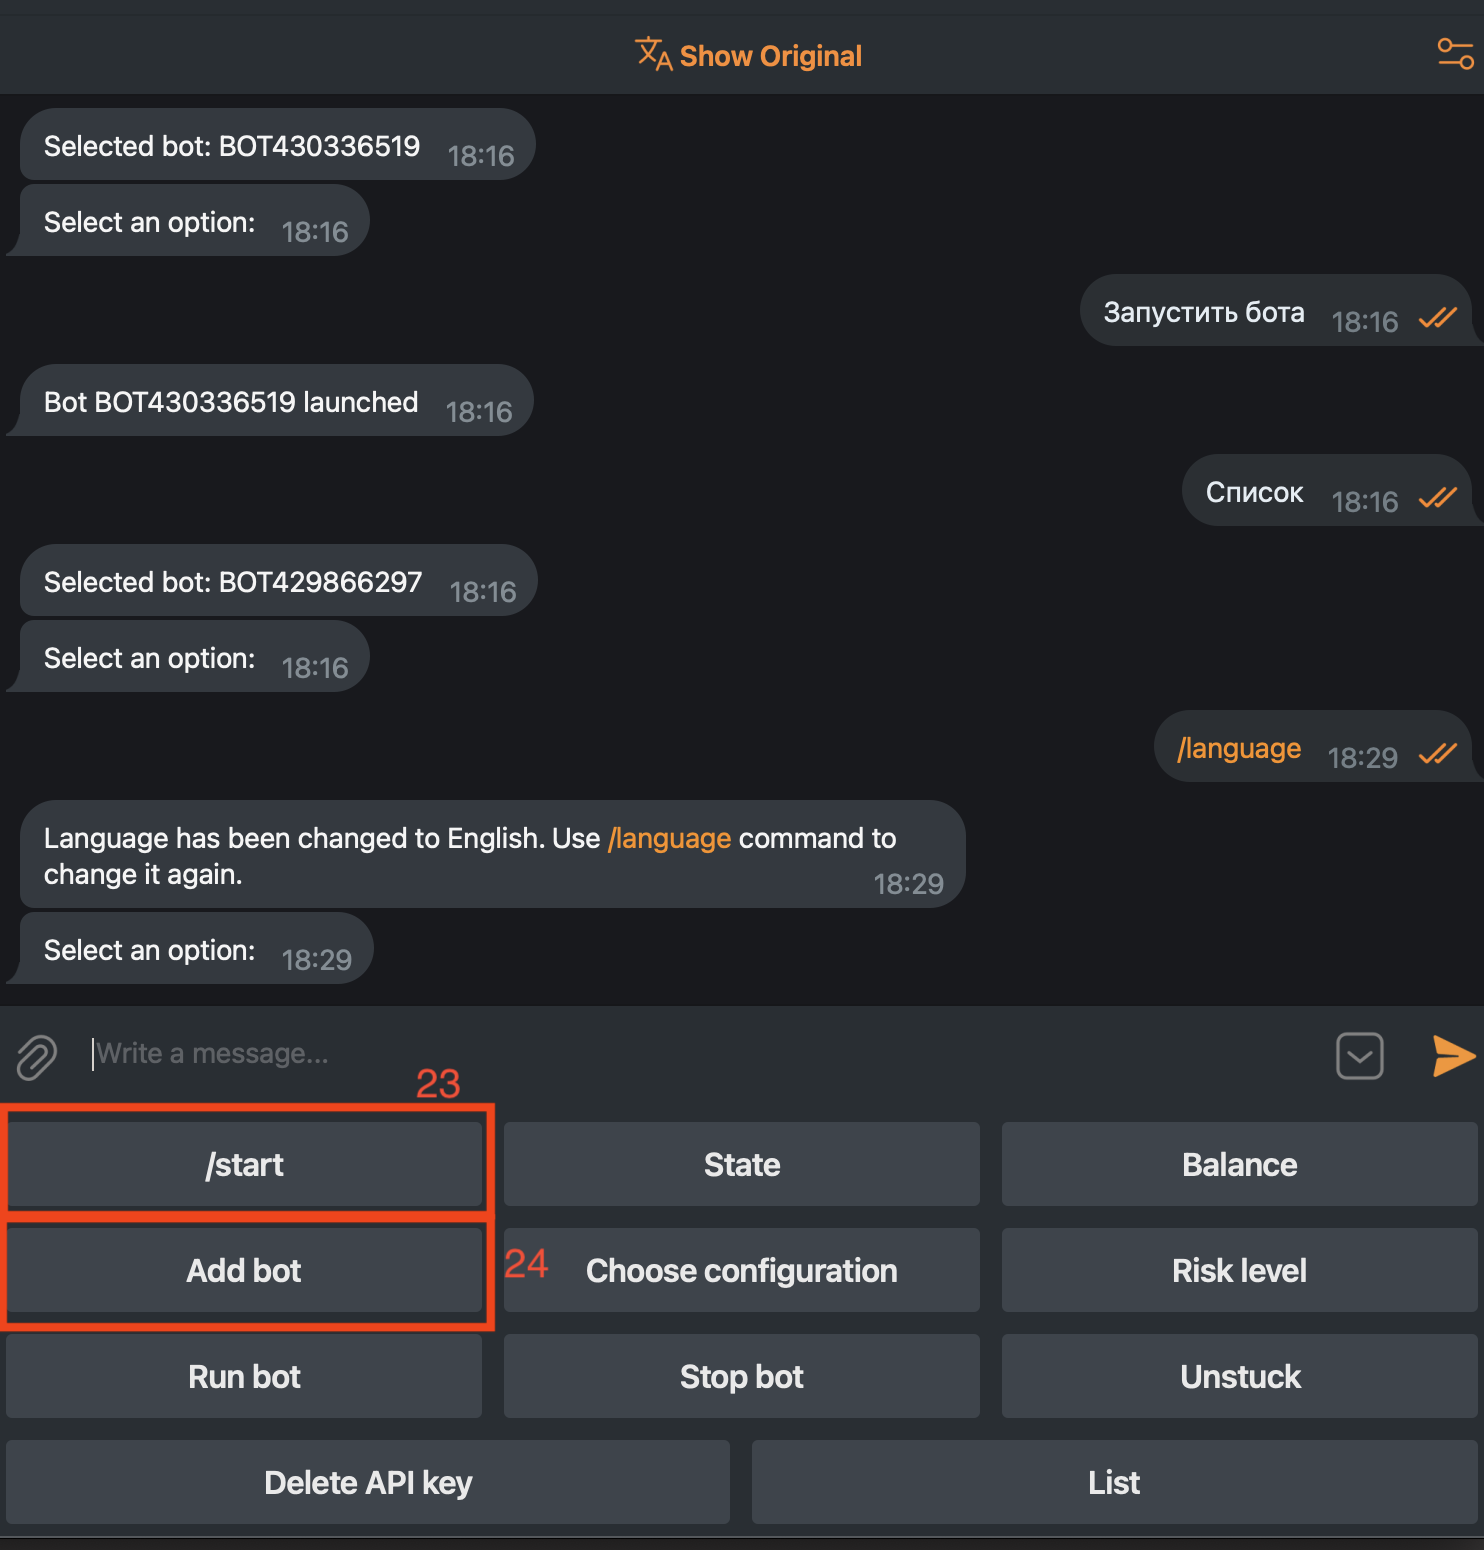 Show Original
Selected bot: BOT430336519 18:16
Select an option: 18:16
Запустить бота 18:16
Bot BOT430336519 launched 18:16
Список 18:16
Selected bot: BOT429866297 18:16
Select an option: 18:16
/language 18:29
Language has been changed to English. Use /language command to
change it again. 18:29
Select an option: 18:29
Write a message...
23
/start State Balance
Add bot 24 Choose configuration Risk level
Run bot Stop bot Unstuck
Delete API key List